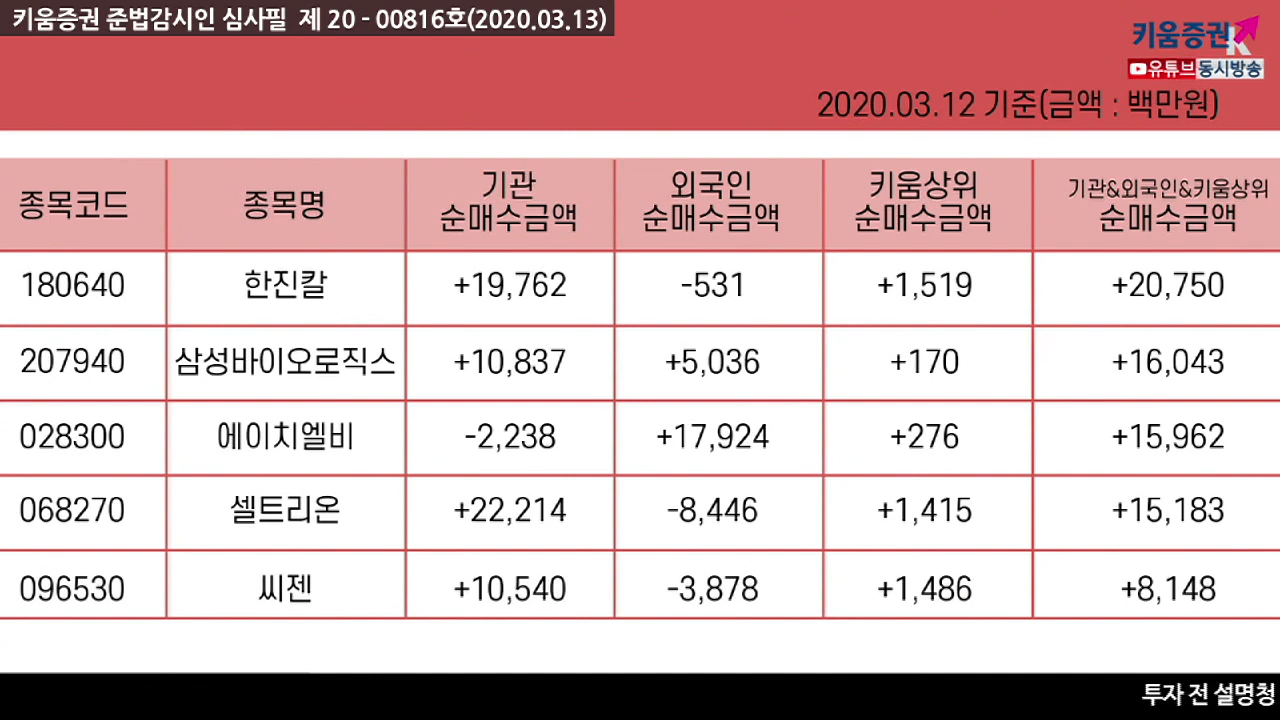 키움증권 준법감시인 심사필 제 20 - 00816호(2020.03.13)
키움증권
유튜브 동시방송
2020.03.12 기준(금액 : 백만원)
종목코드 종목명 기관 순매수금액 외국인 순매수금액 키움상위 순매수금액 기관&외국인&키움상위 순매수금액
180640 한진칼 +19,762 -531 +1,519 +20,750
207940 삼성바이오로직스 +10,837 +5,036 +170 +16,043
028300 에이치엘비 -2,238 +17,924 +276 +15,962
068270 셀트리온 +22,214 -8,446 +1,415 +15,183
096530 씨젠 +10,540 -3,878 +1,486 +8,148
투자 전 설명청